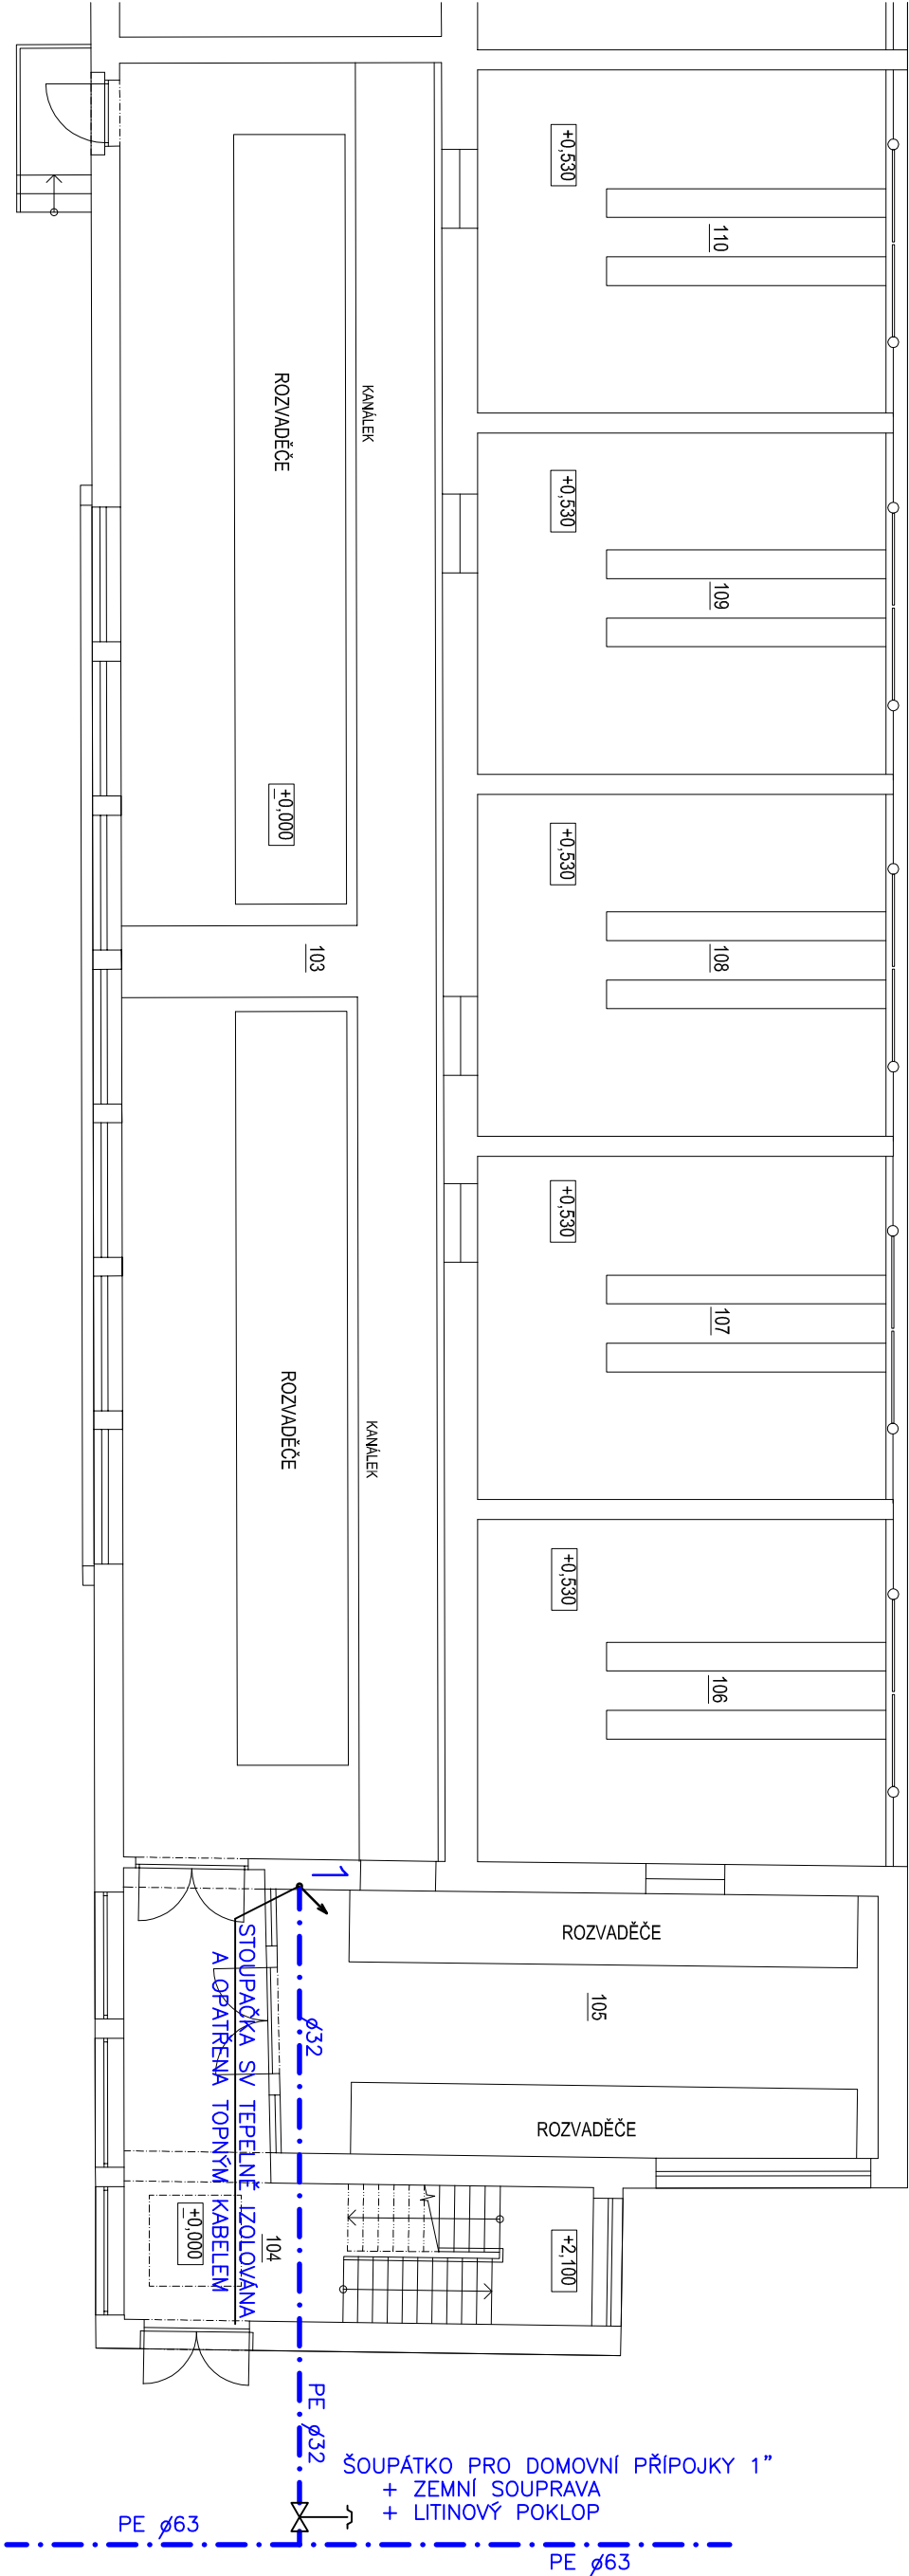 +0,530
110
ROZVADĚČE
KANÁLEK
+0,530
109
+0,000
+0,530
108
103
+0,530
107
ROZVADĚČE
KANÁLEK
+0,530
106
1
ROZVADĚČE
105
ø32
STOUPAČKA SV TEPELNĚ IZOLOVÁNA
A OPATŘENA TOPNÝM KABELEM
ROZVADĚČE
104
+0,000
+2,100
PE ø32
ŠOUPÁTKO PRO DOMOVNÍ PŘÍPOJKY 1"
+ ZEMNÍ SOUPRAVA
+ LITINOVÝ POKLOP
PE ø63
PE ø63